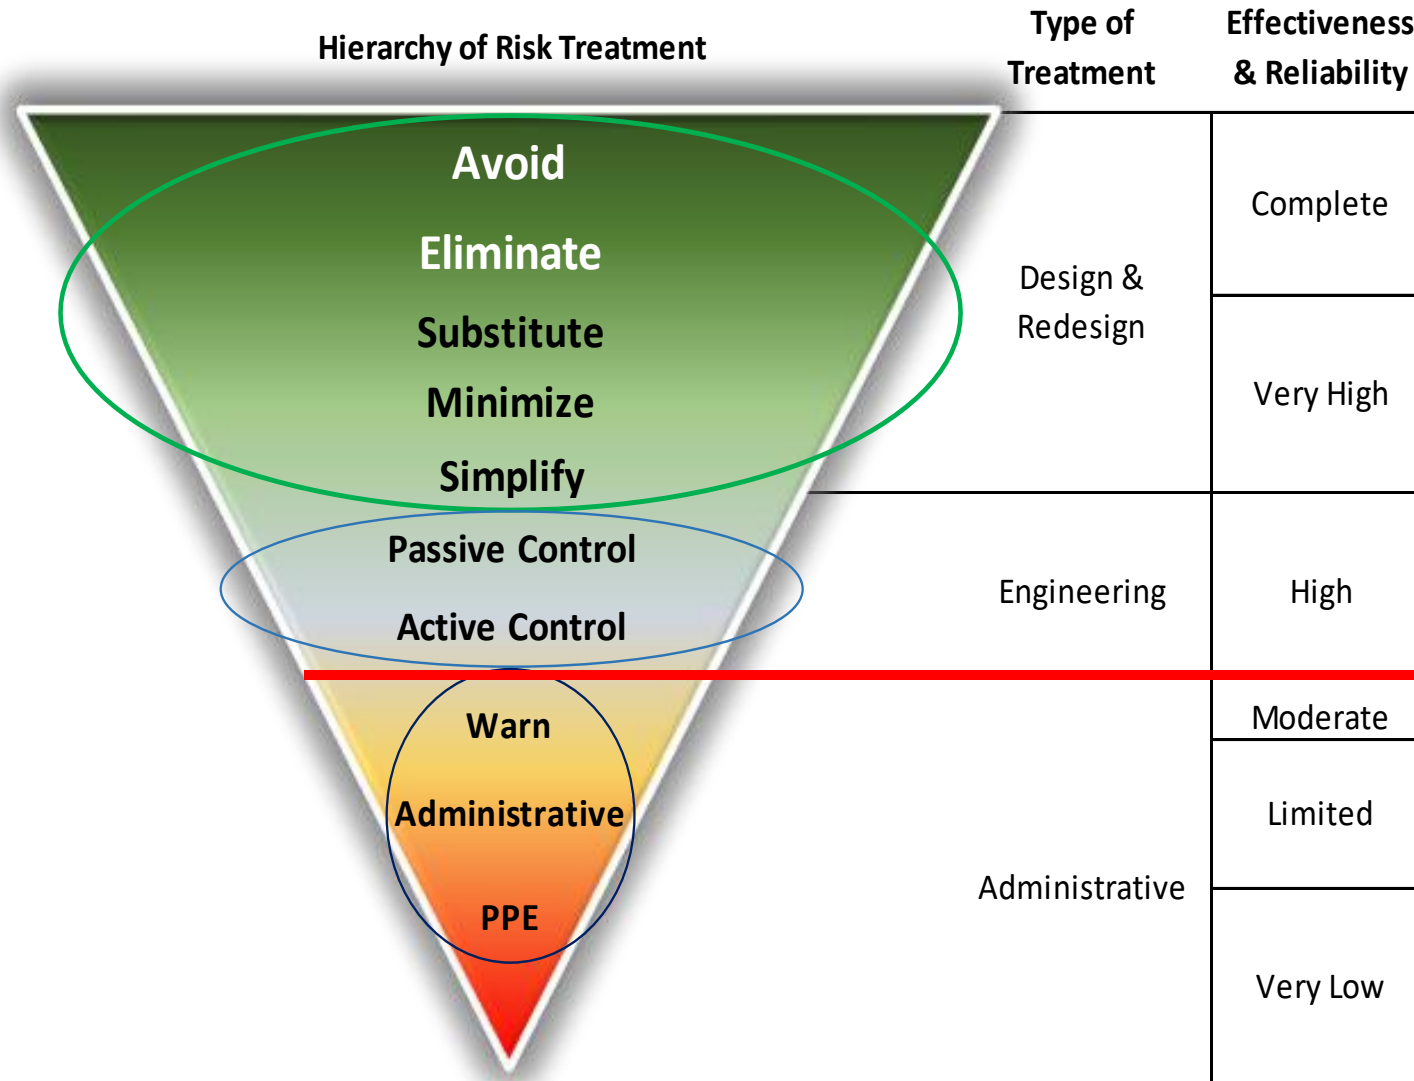 Hierarchy of Risk Treatment
Type of
Treatment
Effectiveness
& Reliability
Avoid
Eliminate
Substitute
Minimize
Simplify
Passive Control
Active Control
Warn
Administrative
PPE
Design &
Redesign
Engineering
Administrative
Complete
Very High
High
Moderate
Limited
Very Low